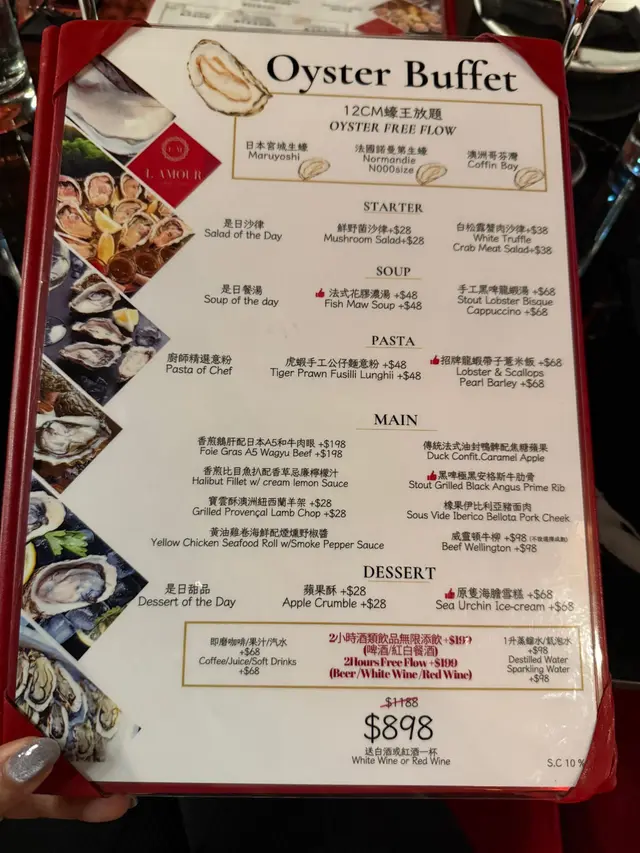 Oyster Buffet
12CM蠔王放題
OYSTER FREE FLOW
日本宮城生蠔
Maruyoshi
法國諾曼第生蠔
Normandie
N000size
澳洲哥芬灣
Coffin Bay
L'AMOUR
STARTER
是日沙律
Salad of the Day
鮮野菌沙律+$28
Mushroom Salad+$28
白松露蟹肉沙律+$38
White Truffle
Crab Meat Salad+$38
SOUP
是日餐湯
Soup of the day
法式花膠濃湯 +$48
Fish Maw Soup +$48
手工黑啤龍蝦湯 +$68
Stout Lobster Bisque
Cappuccino +$68
PASTA
廚師精選意粉
Pasta of Chef
虎蝦手工公仔麵意粉 +$48
Tiger Prawn Fusilli Lunghii +$48
招牌龍蝦帶子薏米飯 +$68
Lobster & Scallops
Pearl Barley +$68
MAIN
香煎鵝肝配日本A5和牛肉眼 +$198
Foie Gras A5 Wagyu Beef +$198
傳統法式油封鴨髀配焦糖蘋果
Duck Confit.Caramel Apple
香煎比目魚扒配香草忌廉檸檬汁
Halibut Fillet w/ cream lemon Sauce
黑啤極黑安格斯牛肋骨
Stout Grilled Black Angus Prime Rib
寶雲酥澳洲紐西蘭羊架 +$28
Grilled Provençal Lamb Chop +$28
橡果伊比利亞豬面肉
Sous Vide Iberico Bellota Pork Cheek
黃油雞卷海鮮配煙燻野椒醬
Yellow Chicken Seafood Roll w/Smoke Pepper Sauce
威靈頓牛柳 +$98
Beef Wellington +$98
DESSERT
是日甜品
Dessert of the Day
蘋果酥 +$28
Apple Crumble +$28
原隻海膽雪糕 +$68
Sea Urchin Ice-cream +$68
即磨咖啡/果汁/汽水
+$68
Coffee/Juice/Soft Drinks
+$68
2小時酒類飲品無限添飲+$199
(啤酒/紅白餐酒)
2Hours Free Flow +$199
(Beer/White Wine/Red Wine)
1升蒸餾水/氣泡水
+$98
Destilled Water
Sparkling Water
+$98
$1188
$898
送白酒或紅酒一杯
White Wine or Red Wine
S.C 10 %